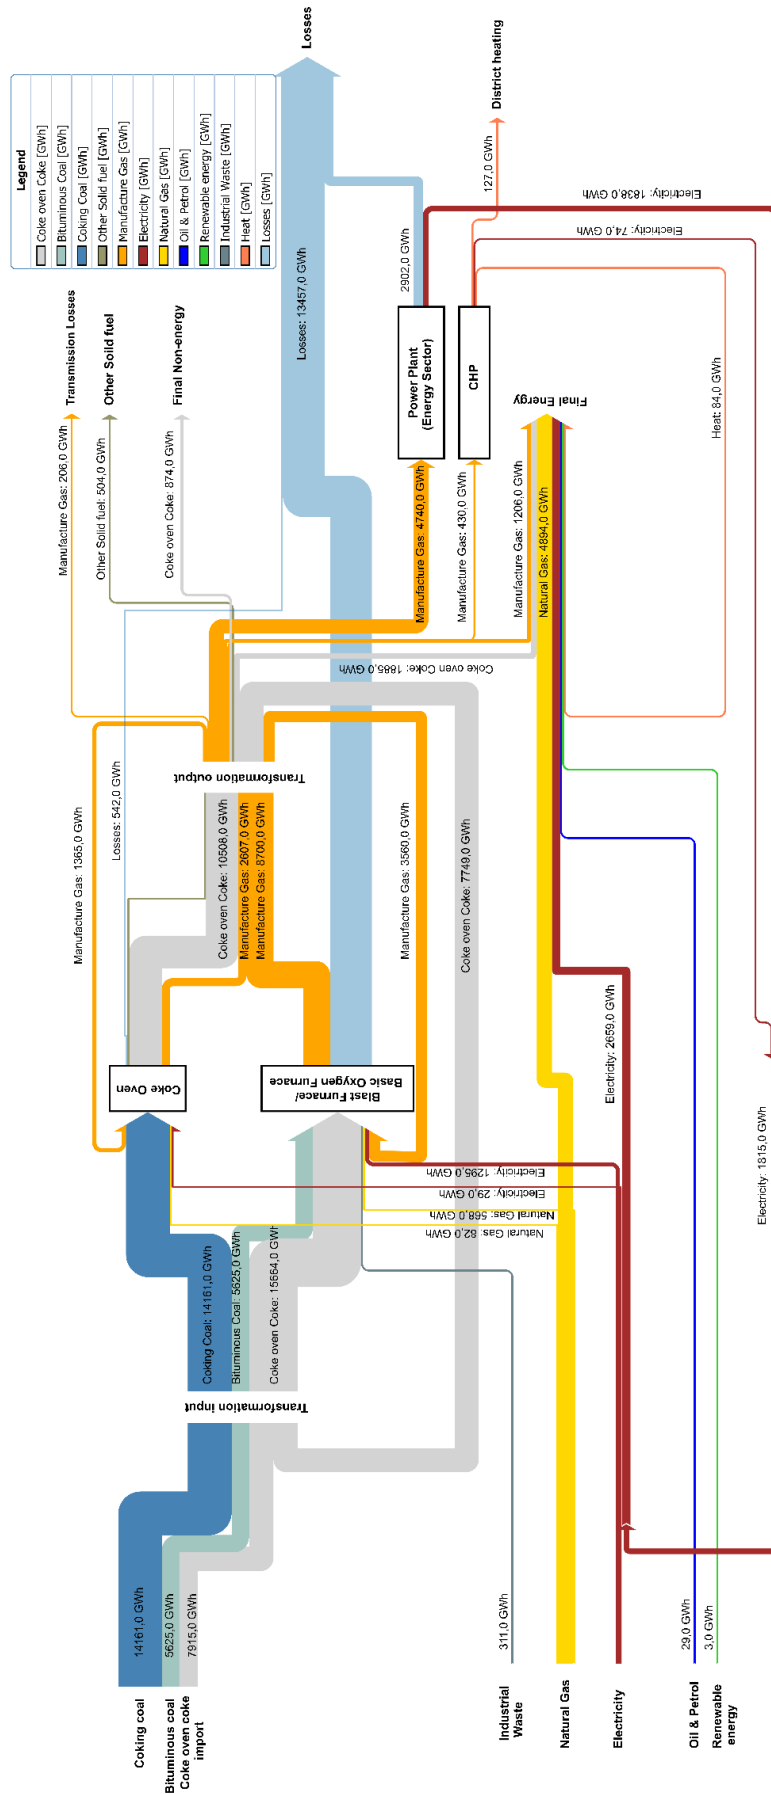 Legend
Coke oven Coke [GWh]
Bituminous Coal [GWh]
Coking Coal [GWh]
Other Solid fuel [GWh]
Manufacture Gas [GWh]
Electricity [GWh]
Natural Gas [GWh]
Oil & Petrol [GWh]
Renewable energy [GWh]
Industrial Waste [GWh]
Heat [GWh]
Losses [GWh]
Coking coal
Bituminous coal
Coke oven coke
import
Industrial
Waste
Natural Gas
Electricity
Oil & Petrol
Renewable
energy
14161,0 GWh
5625,0 GWh
7915,0 GWh
311,0 GWh
29,0 GWh
3,0 GWh
Transformation input
Coking Coal: 14161,0 GWh
Bituminous Coal: 5625,0 GWh
Coke oven Coke: 15664,0 GWh
Natural Gas: 82,0 GWh
Natural Gas: 568,0 GWh
Electricity: 29,0 GWh
Electricity: 1295,0 GWh
Coke Oven
Blast Furnace/
Basic Oxygen Furnace
Electricity: 1815,0 GWh
Electricity: 2659,0 GWh
Manufacture Gas: 1365,0 GWh
Losses: 542,0 GWh
Coke oven Coke: 10508,0 GWh
Manufacture Gas: 2607,0 GWh
Manufacture Gas: 8700,0 GWh
Manufacture Gas: 3560,0 GWh
Coke oven Coke: 7749,0 GWh
Transformation output
Coke oven Coke: 1885,0 GWh
Manufacture Gas: 206,0 GWh
Other Solid fuel: 504,0 GWh
Coke oven Coke: 874,0 GWh
Manufacture Gas: 4740,0 GWh
Manufacture Gas: 430,0 GWh
Manufacture Gas: 1206,0 GWh
Natural Gas: 4894,0 GWh
Transmission Losses
Other Solid fuel
Final Non-energy
Losses: 13457,0 GWh
Power Plant
(Energy Sector)
CHP
Final Energy
2902,0 GWh
Heat: 84,0 GWh
Electricity: 74,0 GWh
Electricity: 1838,0 GWh
127,0 GWh
District heating
Losses